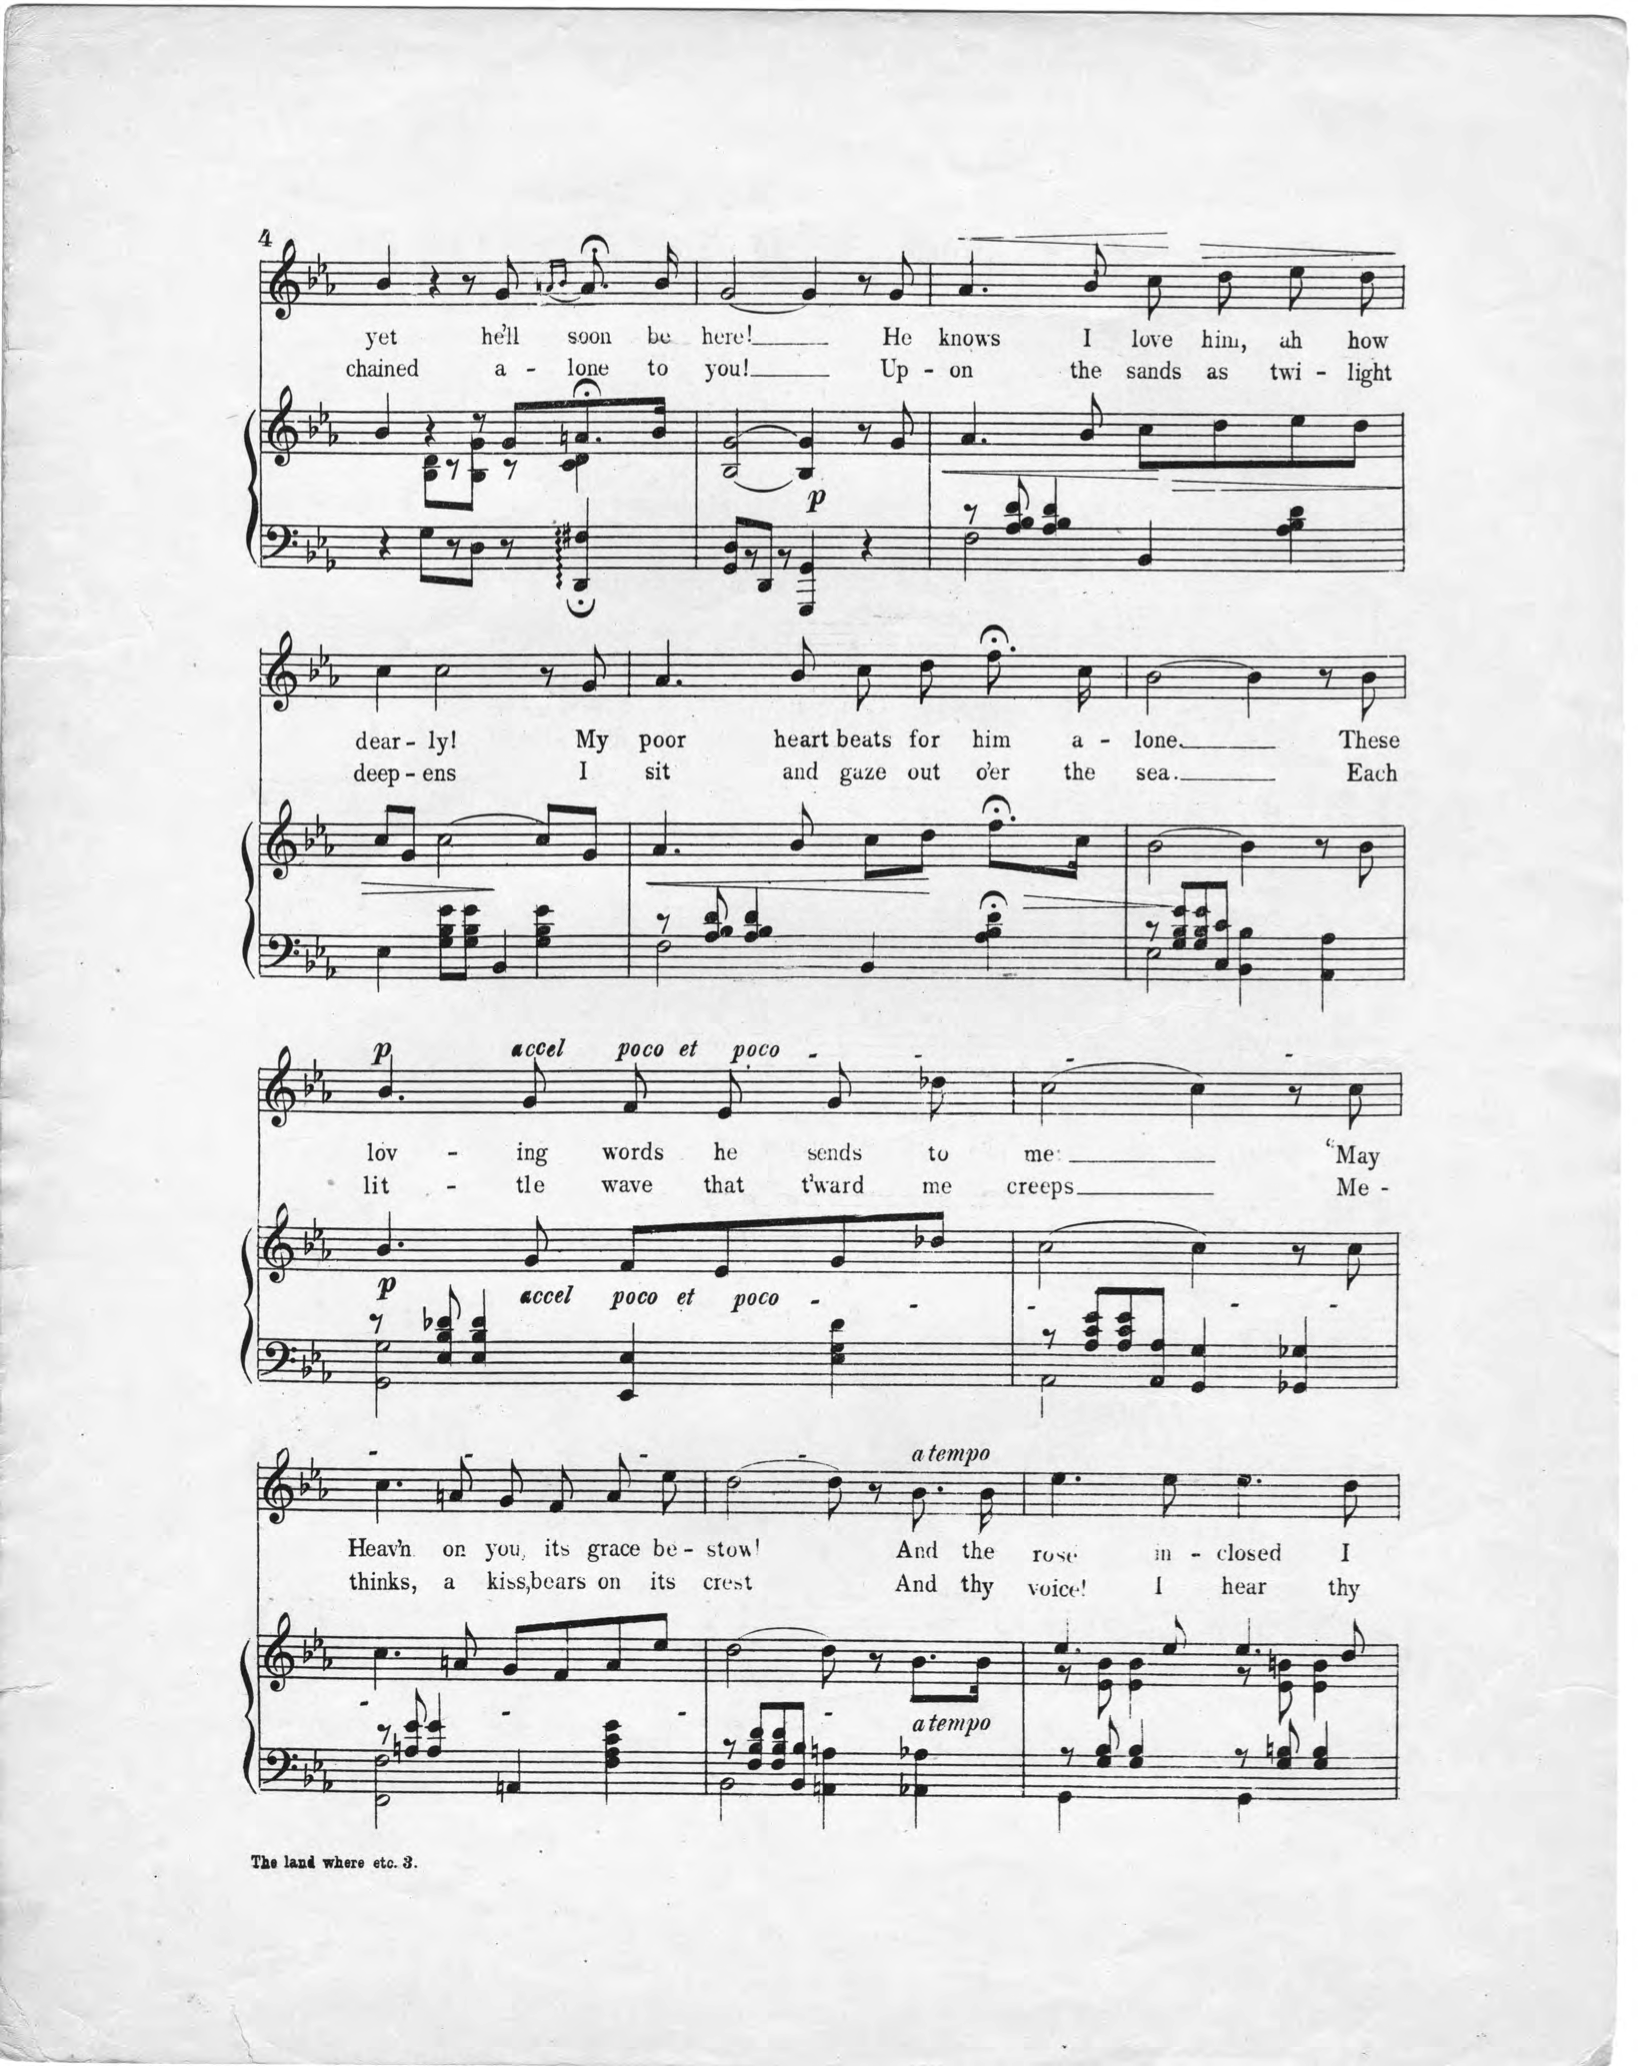 4
yet he'll soon be here! He knows I love him, ah how
chained a - lone to you! Up - on the sands as twi - light
p
dear - ly! My poor heart beats for him a - lone. These
deep - ens I sit and gaze out o'er the sea. Each
p accel poco et poco - - - -
lov - ing words he sends to me: "May
lit - tle wave that t'ward me creeps Me -
p accel poco et poco - - - - -
- - - - a tempo
Heav'n on you, its grace be - stow! And the rose in - closed I
thinks, a kiss, bears on its crest And thy voice! I hear thy
- - - - a tempo
The land where etc. 3.